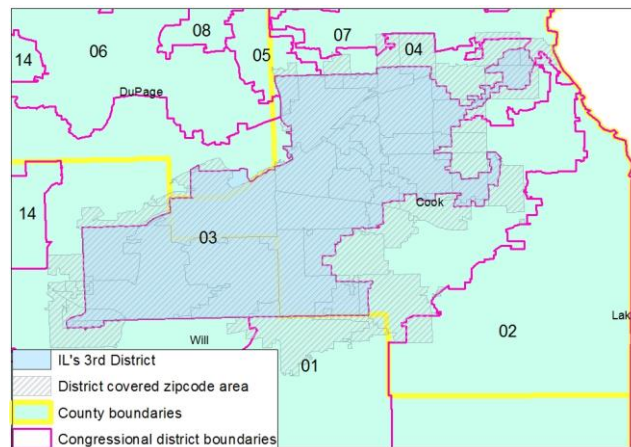 14
06
08
05
07
04
DuPage
14
03
Cook
02
Will
Lak
01
IL's 3rd District
District covered zipcode area
County boundaries
Congressional district boundaries